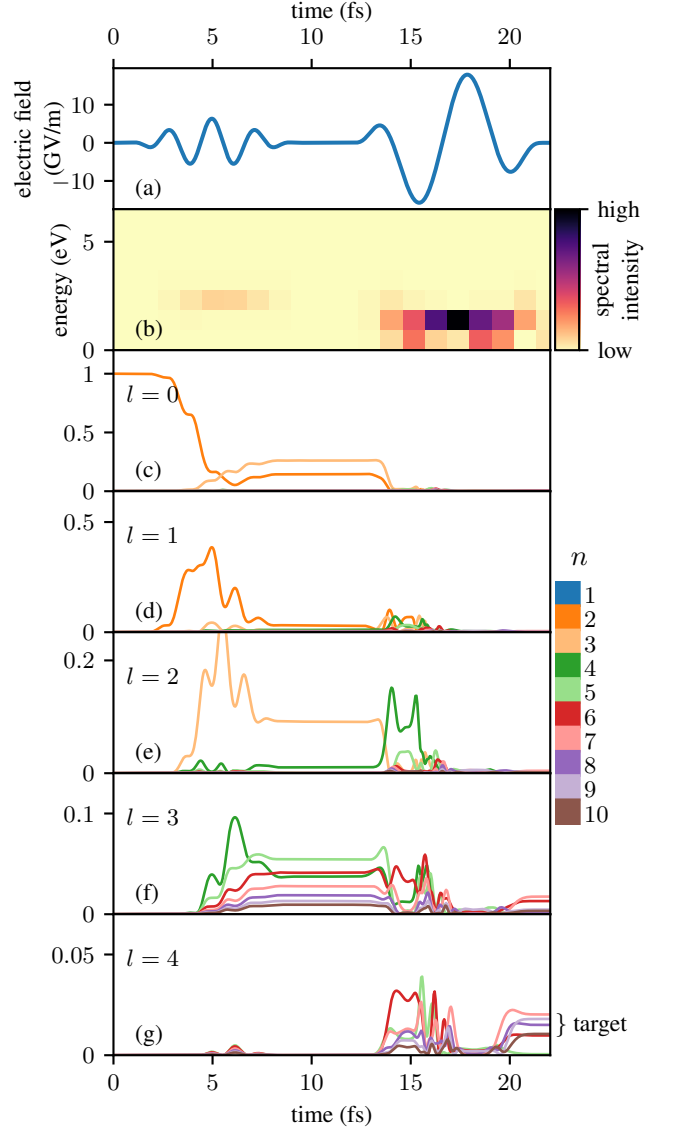 time (fs)
0 5 10 15 20
electric field
(GV/m)
10
0
−10
(a)
energy (eV)
5
0
(b)
high
low
spectral
intensity
1
0.5
0
l = 0
(c)
0.5
0
l = 1
(d)
0.2
0
l = 2
(e)
0.1
0
l = 3
(f)
0.05
0
l = 4
(g)
} target
n
1
2
3
4
5
6
7
8
9
10
0 5 10 15 20
time (fs)